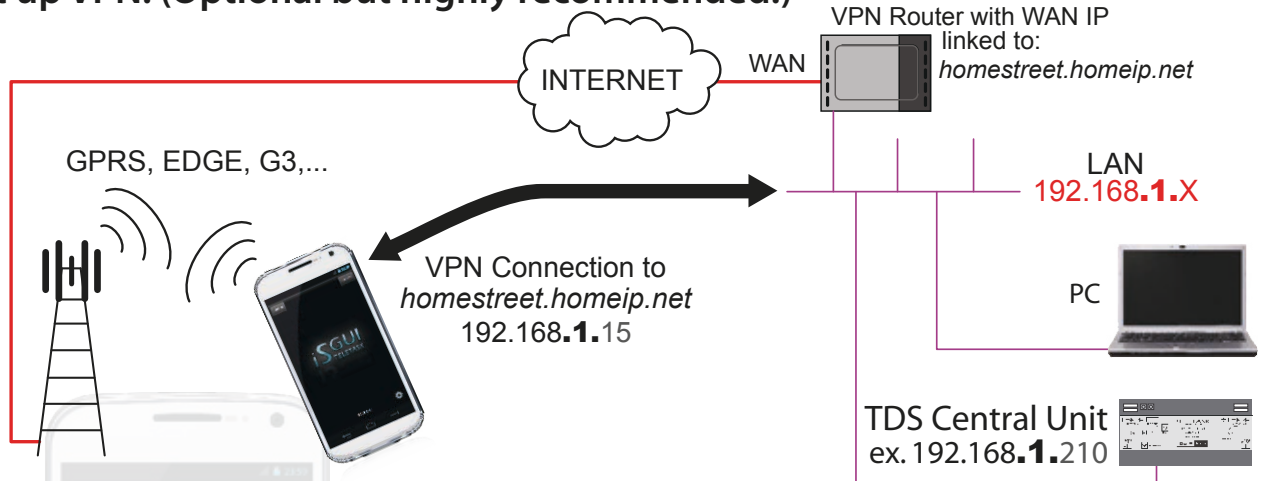 up VPN. (Optional but highly recommended.)
VPN Router with WAN IP
linked to:
homestreet.homeip.net
WAN
INTERNET
GPRS, EDGE, G3,...
LAN
192.168.1.X
VPN Connection to
homestreet.homeip.net
192.168.1.15
iSGUI
TELETASK
PC
TDS Central Unit
ex. 192.168.1.210